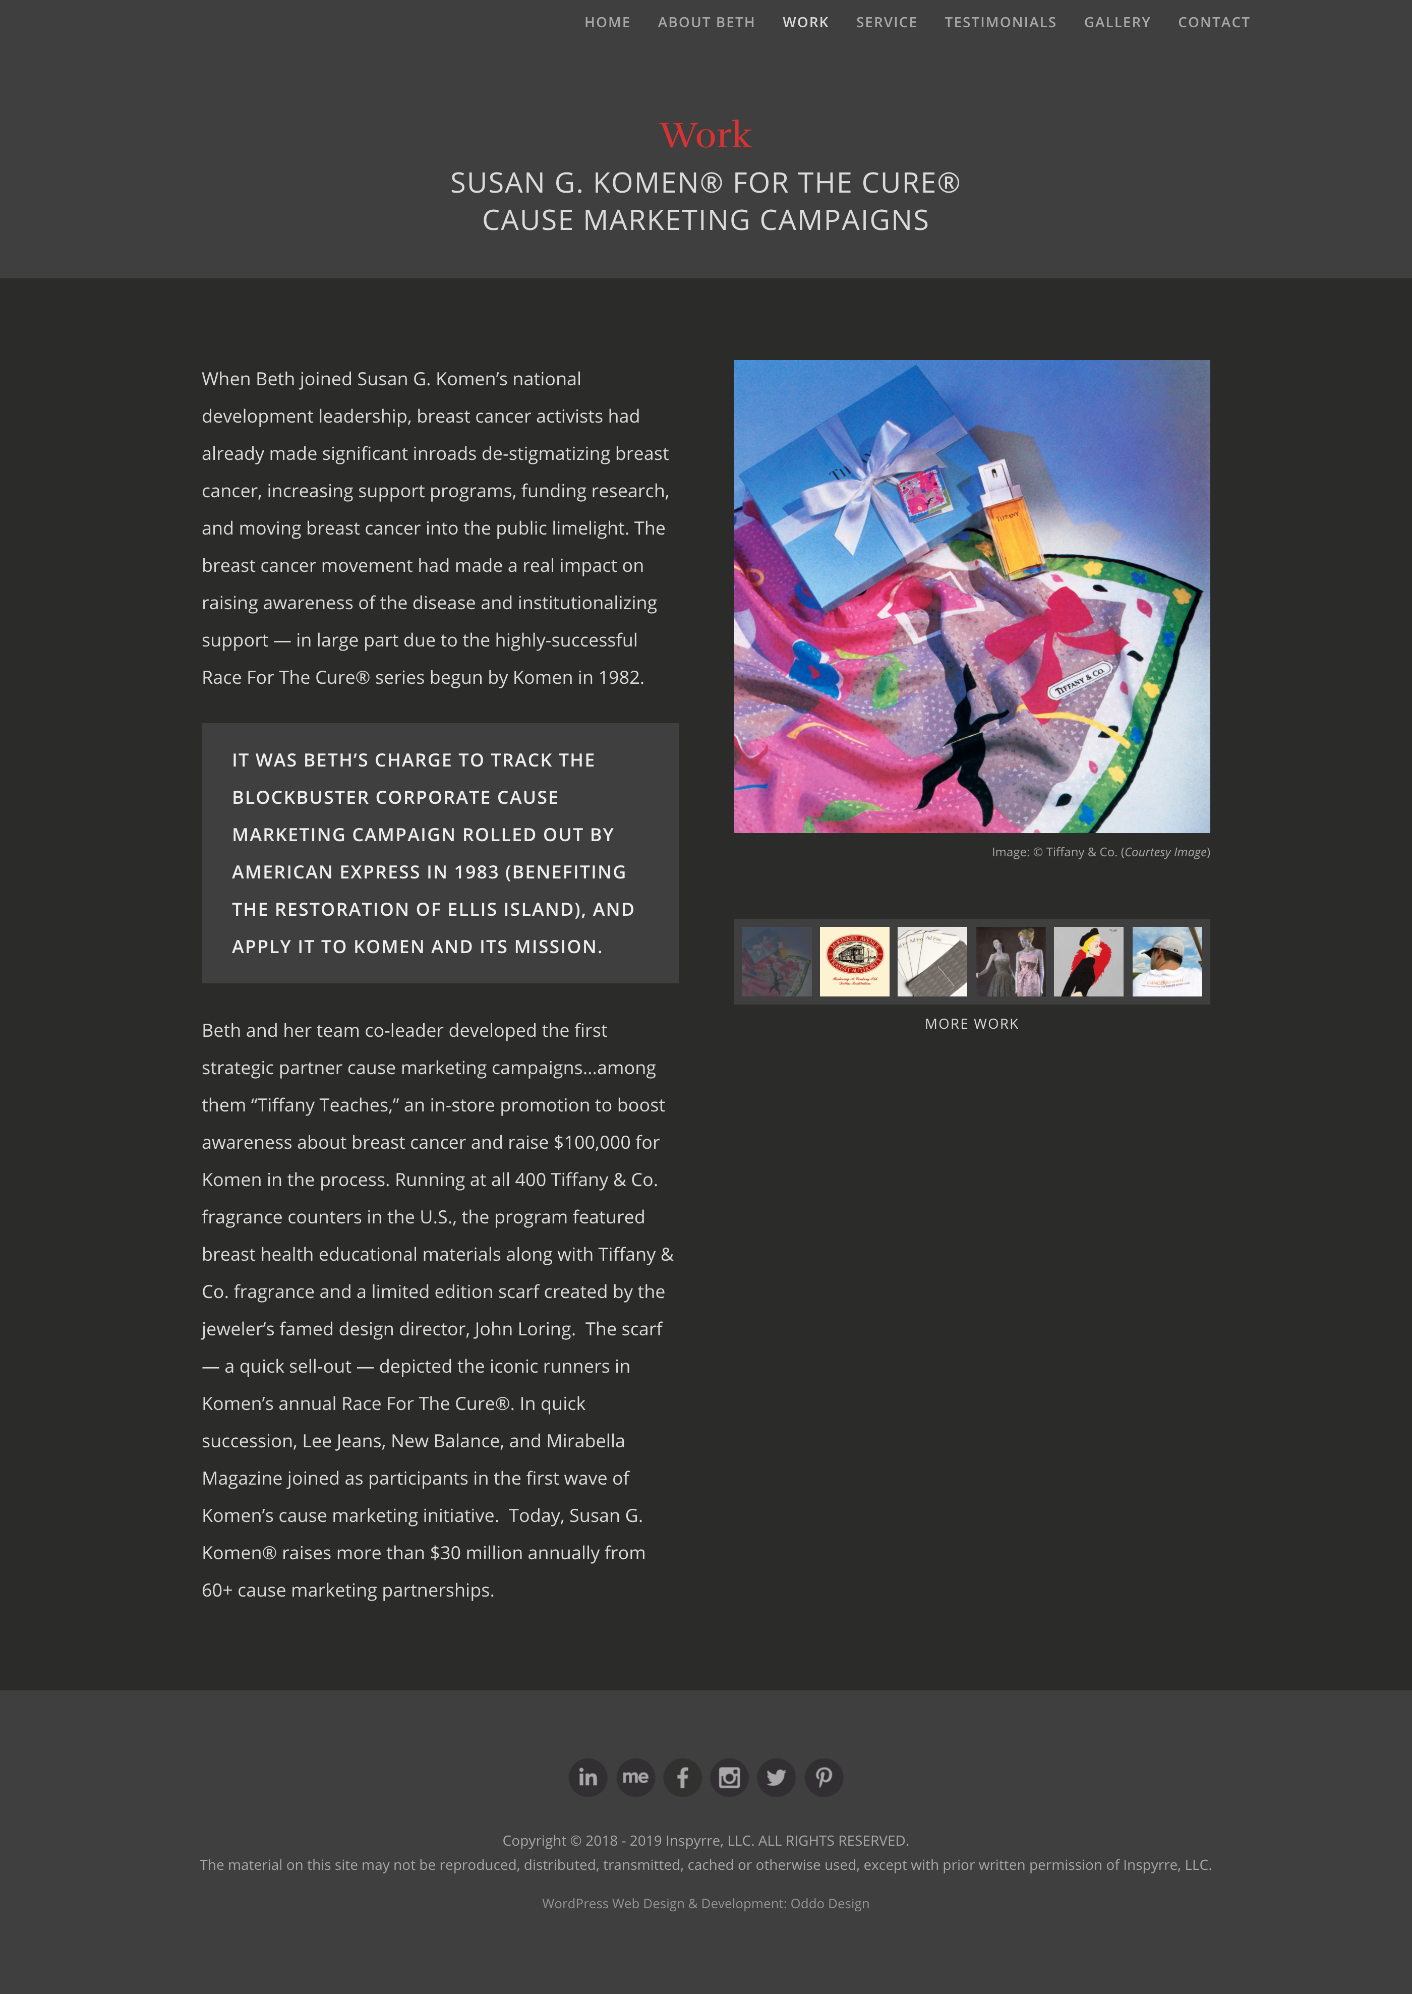 HOME ABOUT BETH WORK SERVICE TESTIMONIALS GALLERY CONTACT
Work
SUSAN G. KOMEN® FOR THE CURE®
CAUSE MARKETING CAMPAIGNS
When Beth joined Susan G. Komen’s national
development leadership, breast cancer activists had
already made significant inroads de-stigmatizing breast
cancer, increasing support programs, funding research,
and moving breast cancer into the public limelight. The
breast cancer movement had made a real impact on
raising awareness of the disease and institutionalizing
support — in large part due to the highly-successful
Race For The Cure® series begun by Komen in 1982.
IT WAS BETH’S CHARGE TO TRACK THE
BLOCKBUSTER CORPORATE CAUSE
MARKETING CAMPAIGN ROLLED OUT BY
AMERICAN EXPRESS IN 1983 (BENEFITING
THE RESTORATION OF ELLIS ISLAND), AND
APPLY IT TO KOMEN AND ITS MISSION.
Beth and her team co-leader developed the first
strategic partner cause marketing campaigns…among
them “Tiffany Teaches,” an in-store promotion to boost
awareness about breast cancer and raise $100,000 for
Komen in the process. Running at all 400 Tiffany & Co.
fragrance counters in the U.S., the program featured
breast health educational materials along with Tiffany &
Co. fragrance and a limited edition scarf created by the
jeweler’s famed design director, John Loring.  The scarf
— a quick sell-out — depicted the iconic runners in
Komen’s annual Race For The Cure®. In quick
succession, Lee Jeans, New Balance, and Mirabella
Magazine joined as participants in the first wave of
Komen’s cause marketing initiative.  Today, Susan G.
Komen® raises more than $30 million annually from
60+ cause marketing partnerships.
TIFFANY
TIFFANY & CO.
Image: © Tiffany & Co. (Courtesy Image)
MORE WORK
in me f
Copyright © 2018 - 2019 Inspyrre, LLC. ALL RIGHTS RESERVED.
The material on this site may not be reproduced, distributed, transmitted, cached or otherwise used, except with prior written permission of Inspyrre, LLC.
WordPress Web Design & Development: Oddo Design